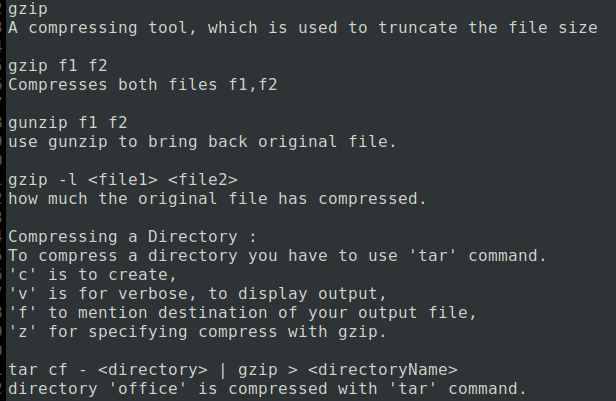 gzip
A compressing tool, which is used to truncate the file size
gzip f1 f2
Compresses both files f1,f2
gunzip f1 f2
use gunzip to bring back original file.
gzip -l <file1> <file2>
how much the original file has compressed.
Compressing a Directory :
To compress a directory you have to use 'tar' command.
'c' is to create,
'v' is for verbose, to display output,
'f' to mention destination of your output file,
'z' for specifying compress with gzip.
tar cf - <directory> | gzip > <directoryName>
directory 'office' is compressed with 'tar' command.